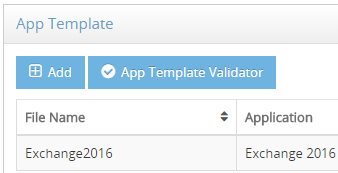 App Template
Add App Template Validator
File Name Application
Exchange2016 Exchange 2016